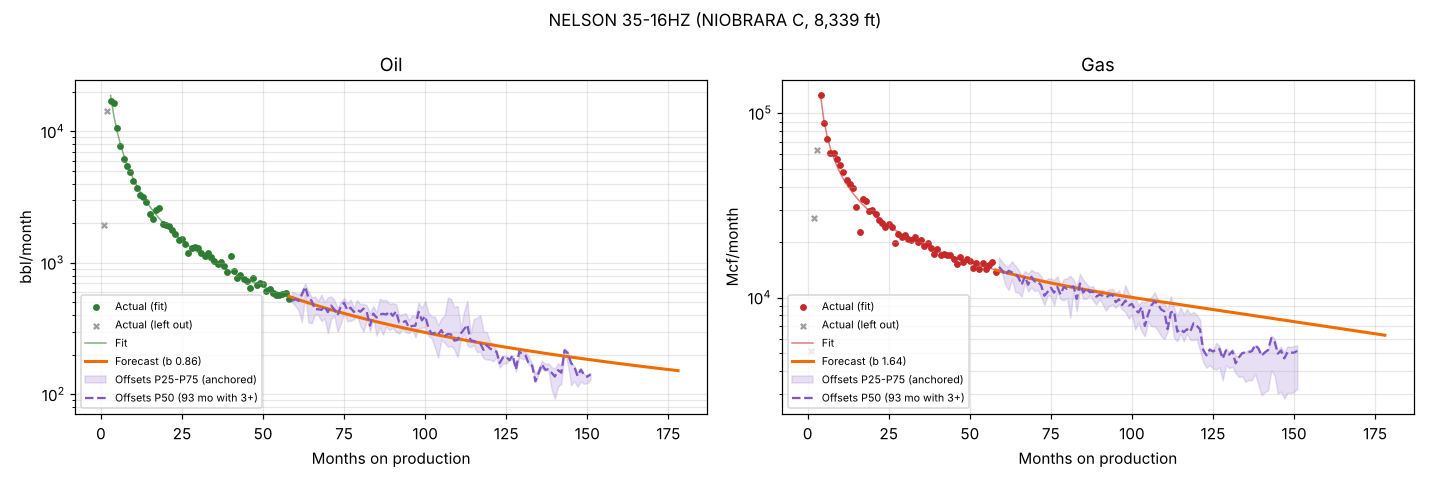 NELSON 35-16HZ (NIOBRARA C, 8,339 ft)
Oil
bbl/month
10^4
10^3
10^2
Actual (fit)
Actual (left out)
Fit
Forecast (b 0.86)
Offsets P25-P75 (anchored)
Offsets P50 (93 mo with 3+)
0 25 50 75 100 125 150 175
Months on production
Gas
Mcf/month
10^5
10^4
Actual (fit)
Actual (left out)
Fit
Forecast (b 1.64)
Offsets P25-P75 (anchored)
Offsets P50 (93 mo with 3+)
0 25 50 75 100 125 150 175
Months on production